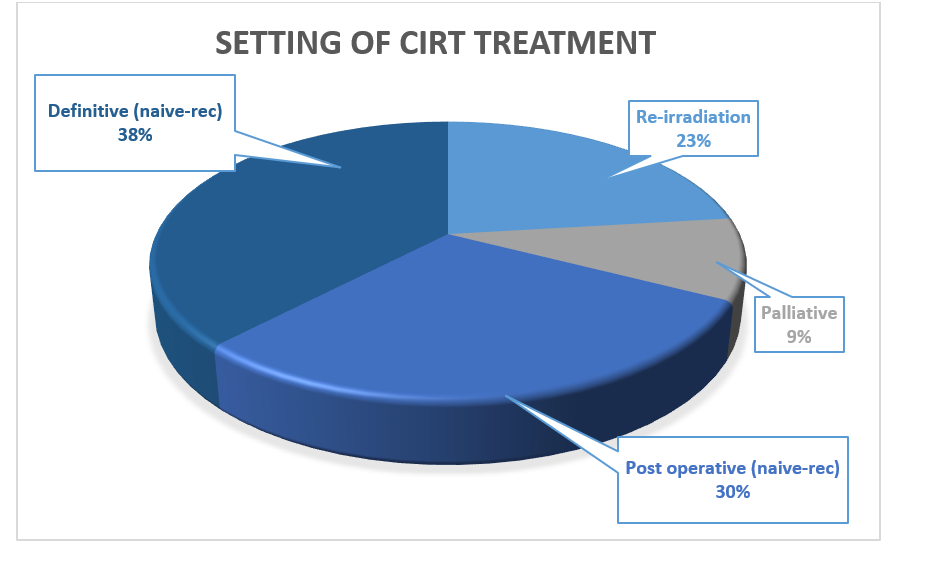 SETTING OF CIRT TREATMENT
Definitive (naive-rec)
38%
Re-irradiation
23%
Palliative
9%
Post operative (naive-rec)
30%